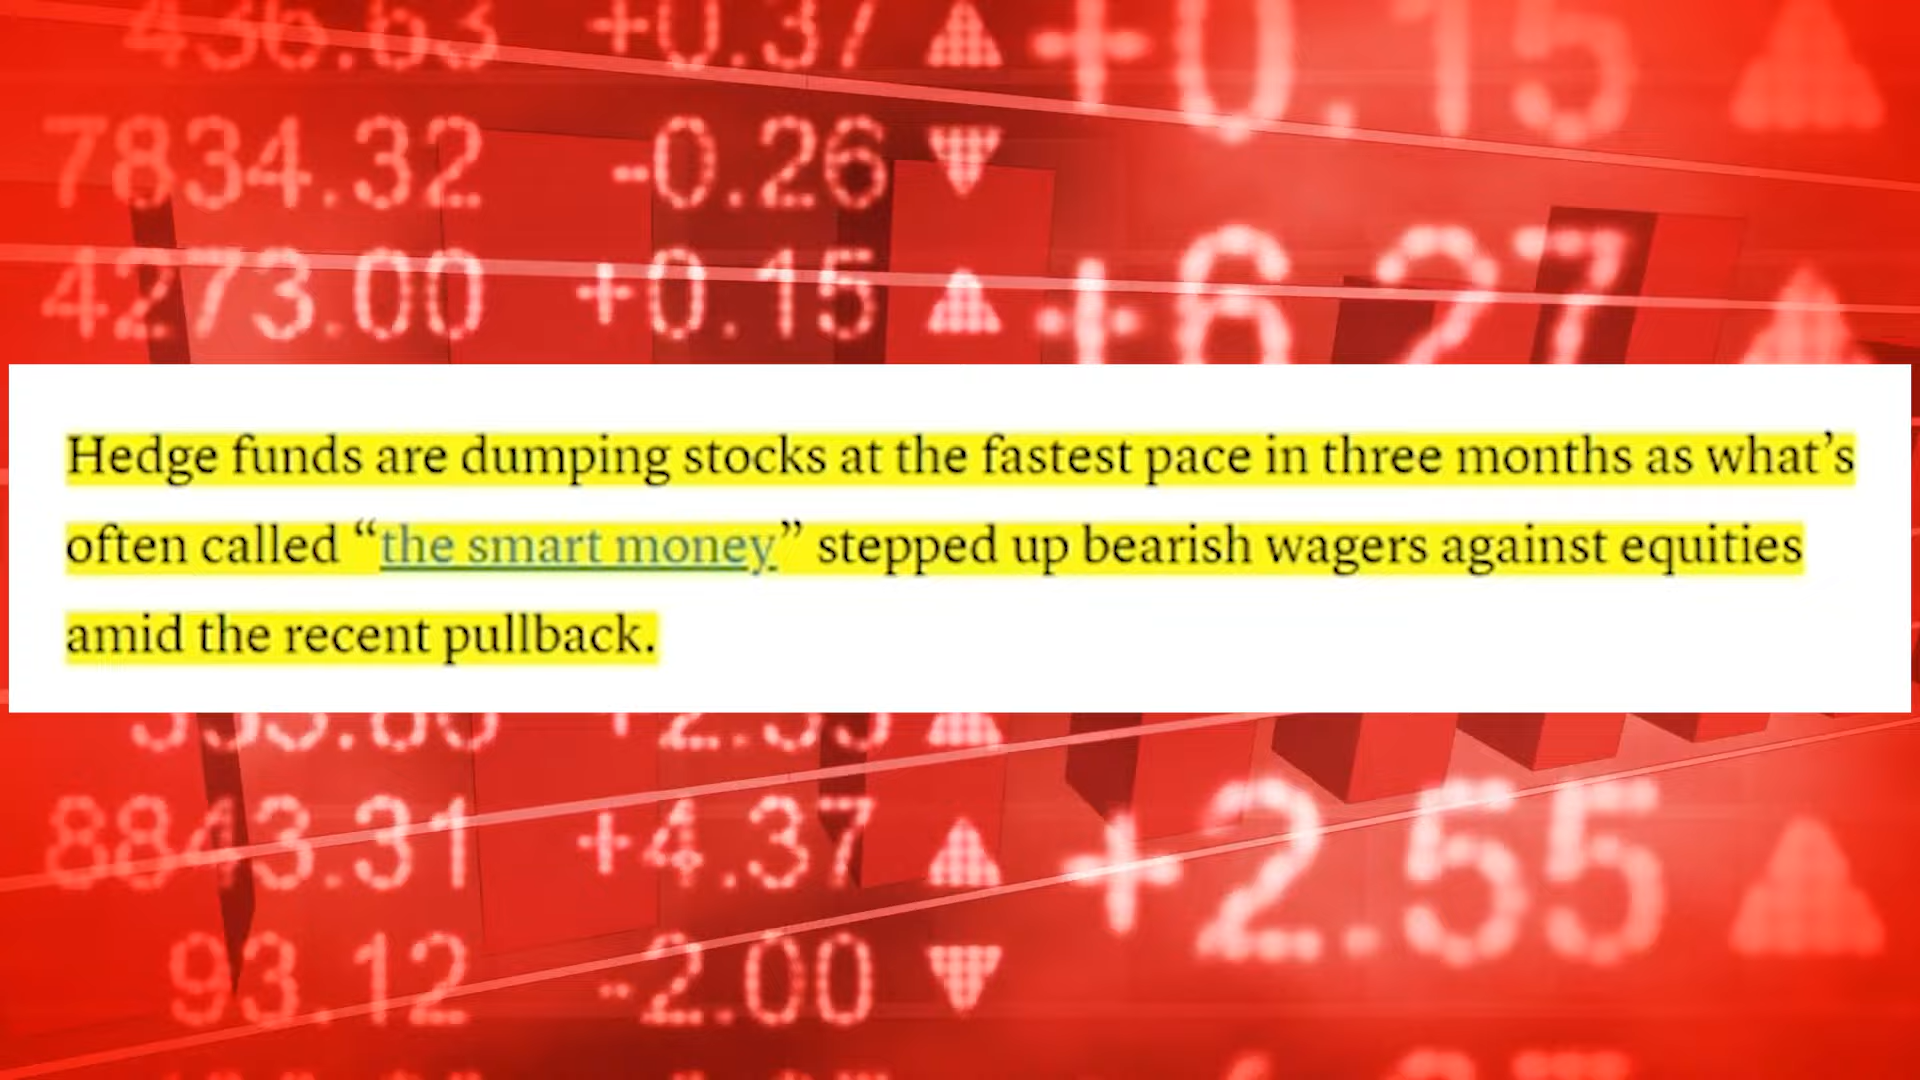 436.63 +0.37 ▲ +0.15 ▲
7834.32 -0.26 ▼
4273.00 +0.15 ▲ +6.27 ▲
Hedge funds are dumping stocks at the fastest pace in three months as what’s
often called “the smart money” stepped up bearish wagers against equities
amid the recent pullback.
+2.55 ▲
8843.31 +4.37 ▲ +2.55 ▲
93.12 -2.00 ▼